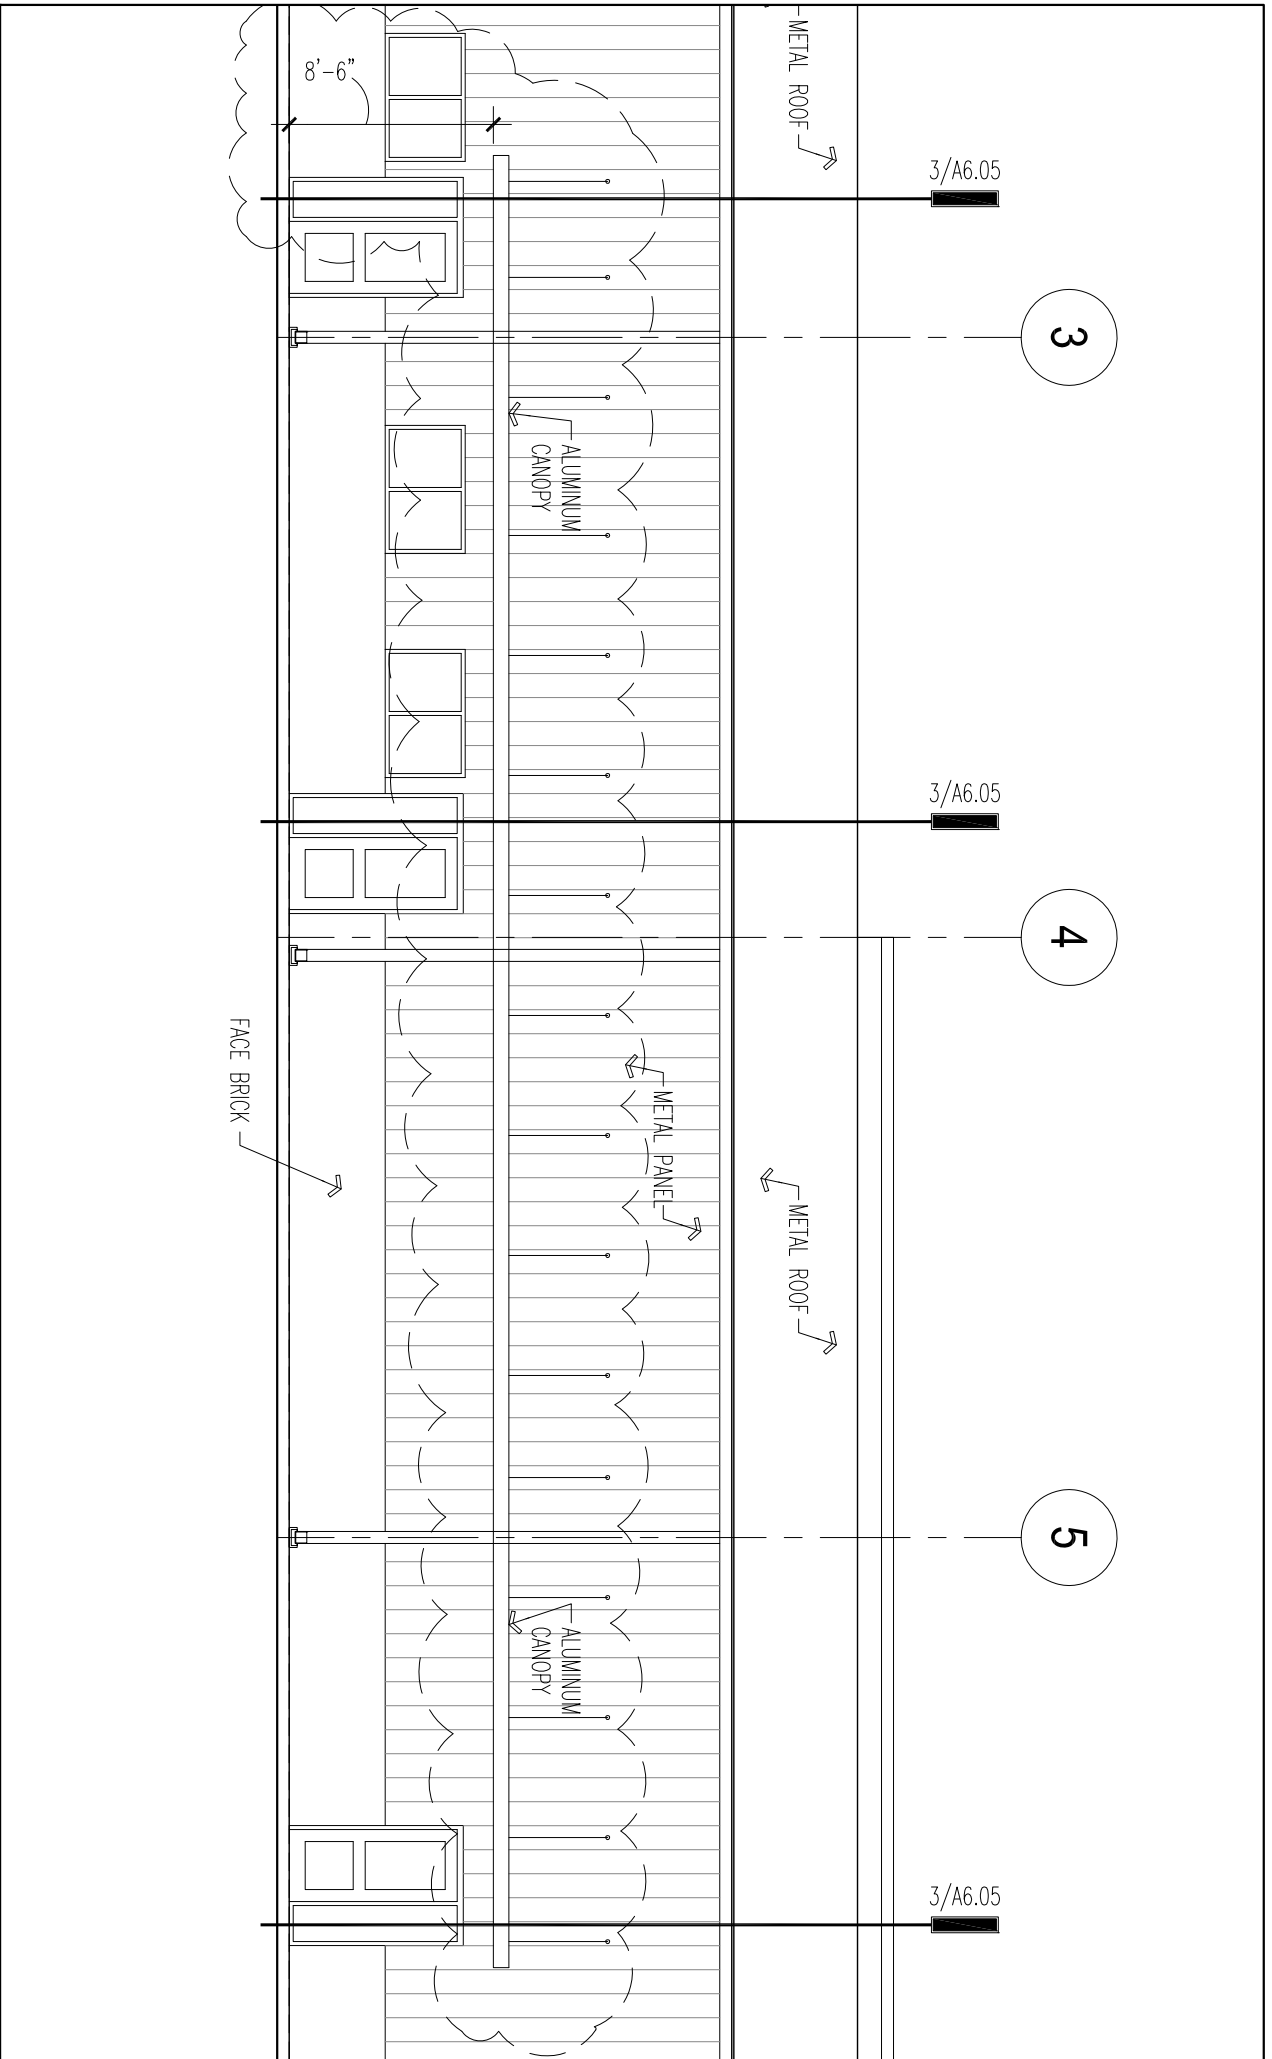 METAL ROOF
3/A6.05
8'-6"
3
ALUMINUM
CANOPY
3/A6.05
4
METAL PANEL
METAL ROOF
FACE BRICK
5
ALUMINUM
CANOPY
3/A6.05